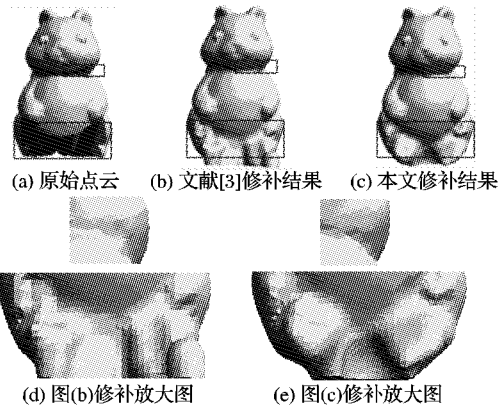 (a) 原始点云
(b) 文献[3]修补结果
(c) 本文修补结果
(d) 图(b)修补放大图
(e) 图(c)修补放大图